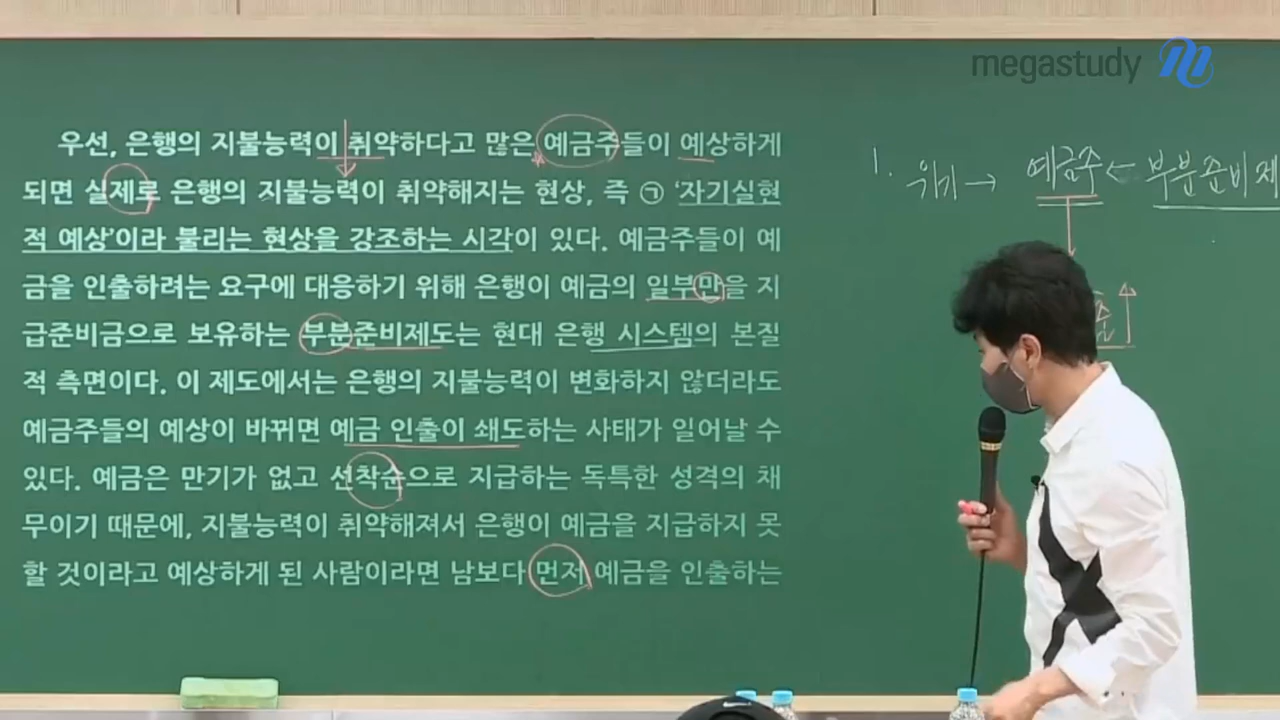 megastudy
우선, 은행의 지불능력이 취약하다고 많은 예금주들이 예상하게
되면 실제로 은행의 지불능력이 취약해지는 현상, 즉 ㉠ ‘자기실현
적 예상’이라 불리는 현상을 강조하는 시각이 있다. 예금주들이 예
금을 인출하려는 요구에 대응하기 위해 은행이 예금의 일부만을 지
급준비금으로 보유하는 부분준비제도는 현대 은행 시스템의 본질
적 측면이다. 이 제도에서는 은행의 지불능력이 변화하지 않더라도
예금주들의 예상이 바뀌면 예금 인출이 쇄도하는 사태가 일어날 수
있다. 예금은 만기가 없고 선착순으로 지급하는 독특한 성격의 채
무이기 때문에, 지불능력이 취약해져서 은행이 예금을 지급하지 못
할 것이라고 예상하게 된 사람이라면 남보다 먼저 예금을 인출하는
1. 위기 → 예금주 ← 부분준비제